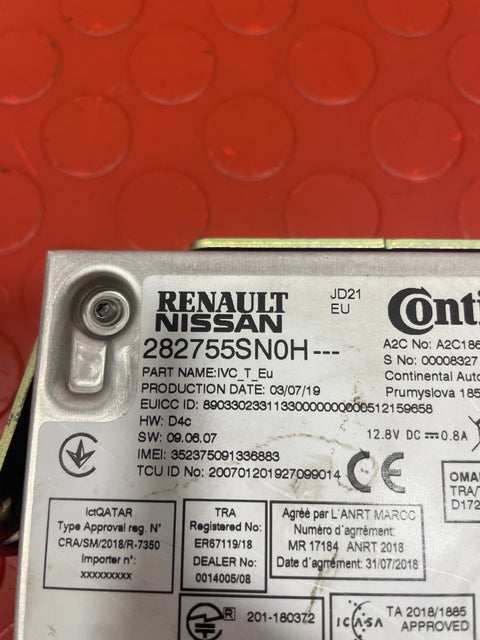 RENAULT
NISSAN
JD21
EU
Conti
282755SN0H---
A2C No: A2C186
PART NAME:IVC_T_Eu
S No: 00008327
PRODUCTION DATE: 03/07/19
Continental Auto
EUICC ID: 89033023311330000000000512159658
Prumyslova 185
HW: D4c
SW: 09.06.07
12.8V DC 0.8A
IMEI: 352375091336883
TCU ID No: 200701201927099014
CE
OMAN
TRA/T
D172
IctQATAR
Type Approval reg. N°
CRA/SM/2018/R-7350
Importer n°:
xxxxxxxxx
TRA
Registered No:
ER67119/18
DEALER No:
0014005/08
Agréé par L'ANRT MAROC
Numéro d'agrrément:
MR 17184 ANRT 2018
Date d'agrément: 31/07/2018
R 201-180372
ICASA
TA 2018/1885
APPROVED